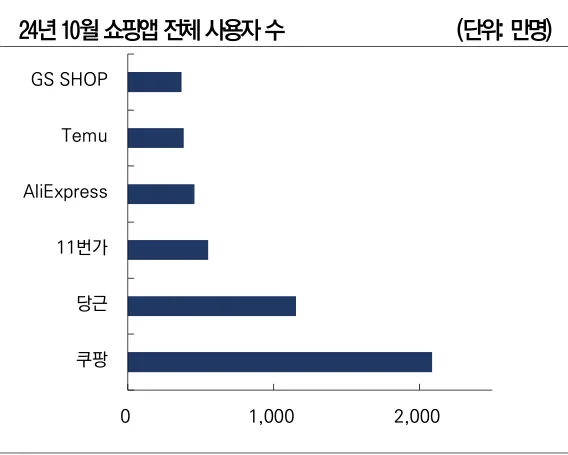 24년 10월 쇼핑앱 전체 사용자 수 (단위: 만명)
GS SHOP
Temu
AliExpress
11번가
당근
쿠팡
0 1,000 2,000